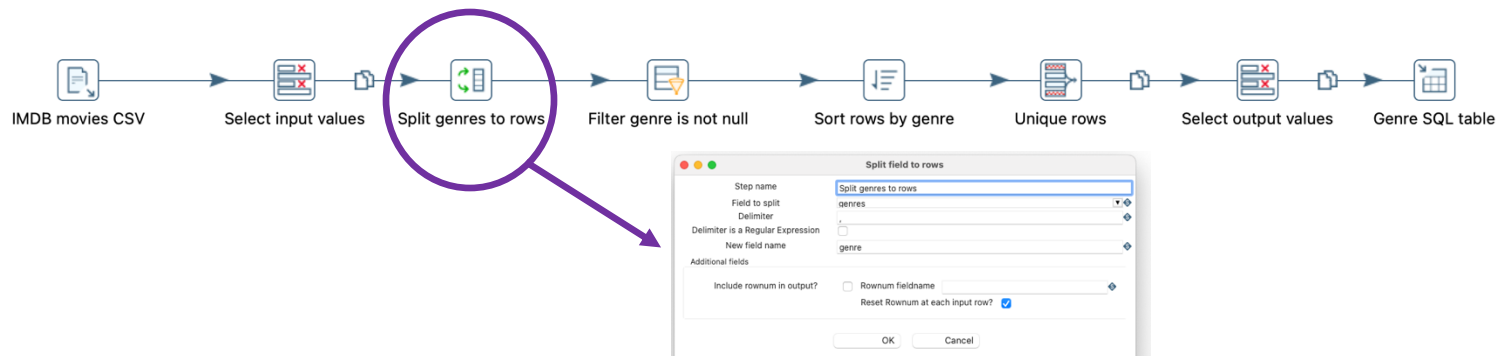 IMDB movies CSV
Select input values
Split genres to rows
Filter genre is not null
Sort rows by genre
Unique rows
Select output values
Genre SQL table
Split field to rows
Step name
Split genres to rows
Field to split
genres
Delimiter
,
Delimiter is a Regular Expression
New field name
genre
Additional fields
Include rownum in output?
Rownum fieldname
Reset Rownum at each input row?
OK
Cancel